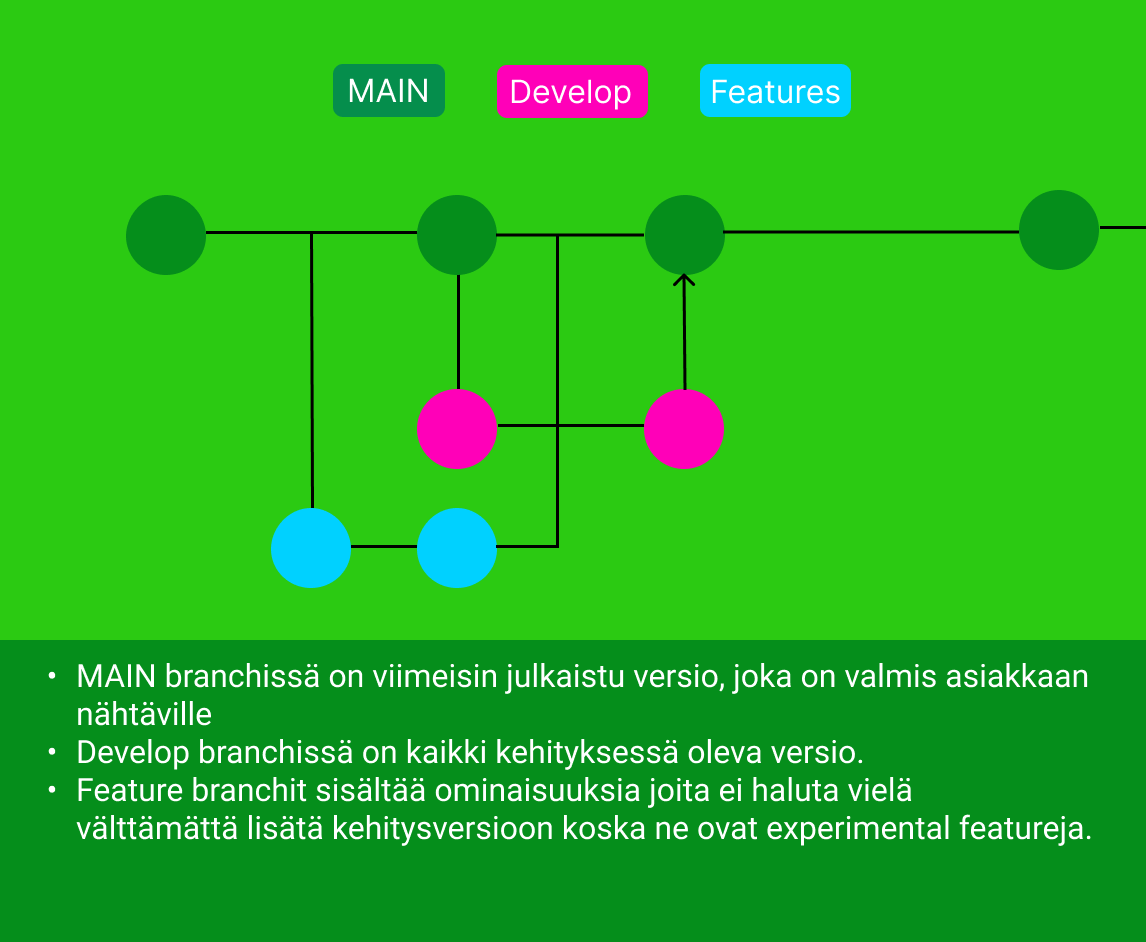 MAIN Develop Features
• MAIN branchissä on viimeisin julkaistu versio, joka on valmis asiakkaan
nähtäville
• Develop branchissä on kaikki kehityksessä oleva versio.
• Feature branchit sisältää ominaisuuksia joita ei haluta vielä
välttämättä lisätä kehitysversioon koska ne ovat experimental featureja.